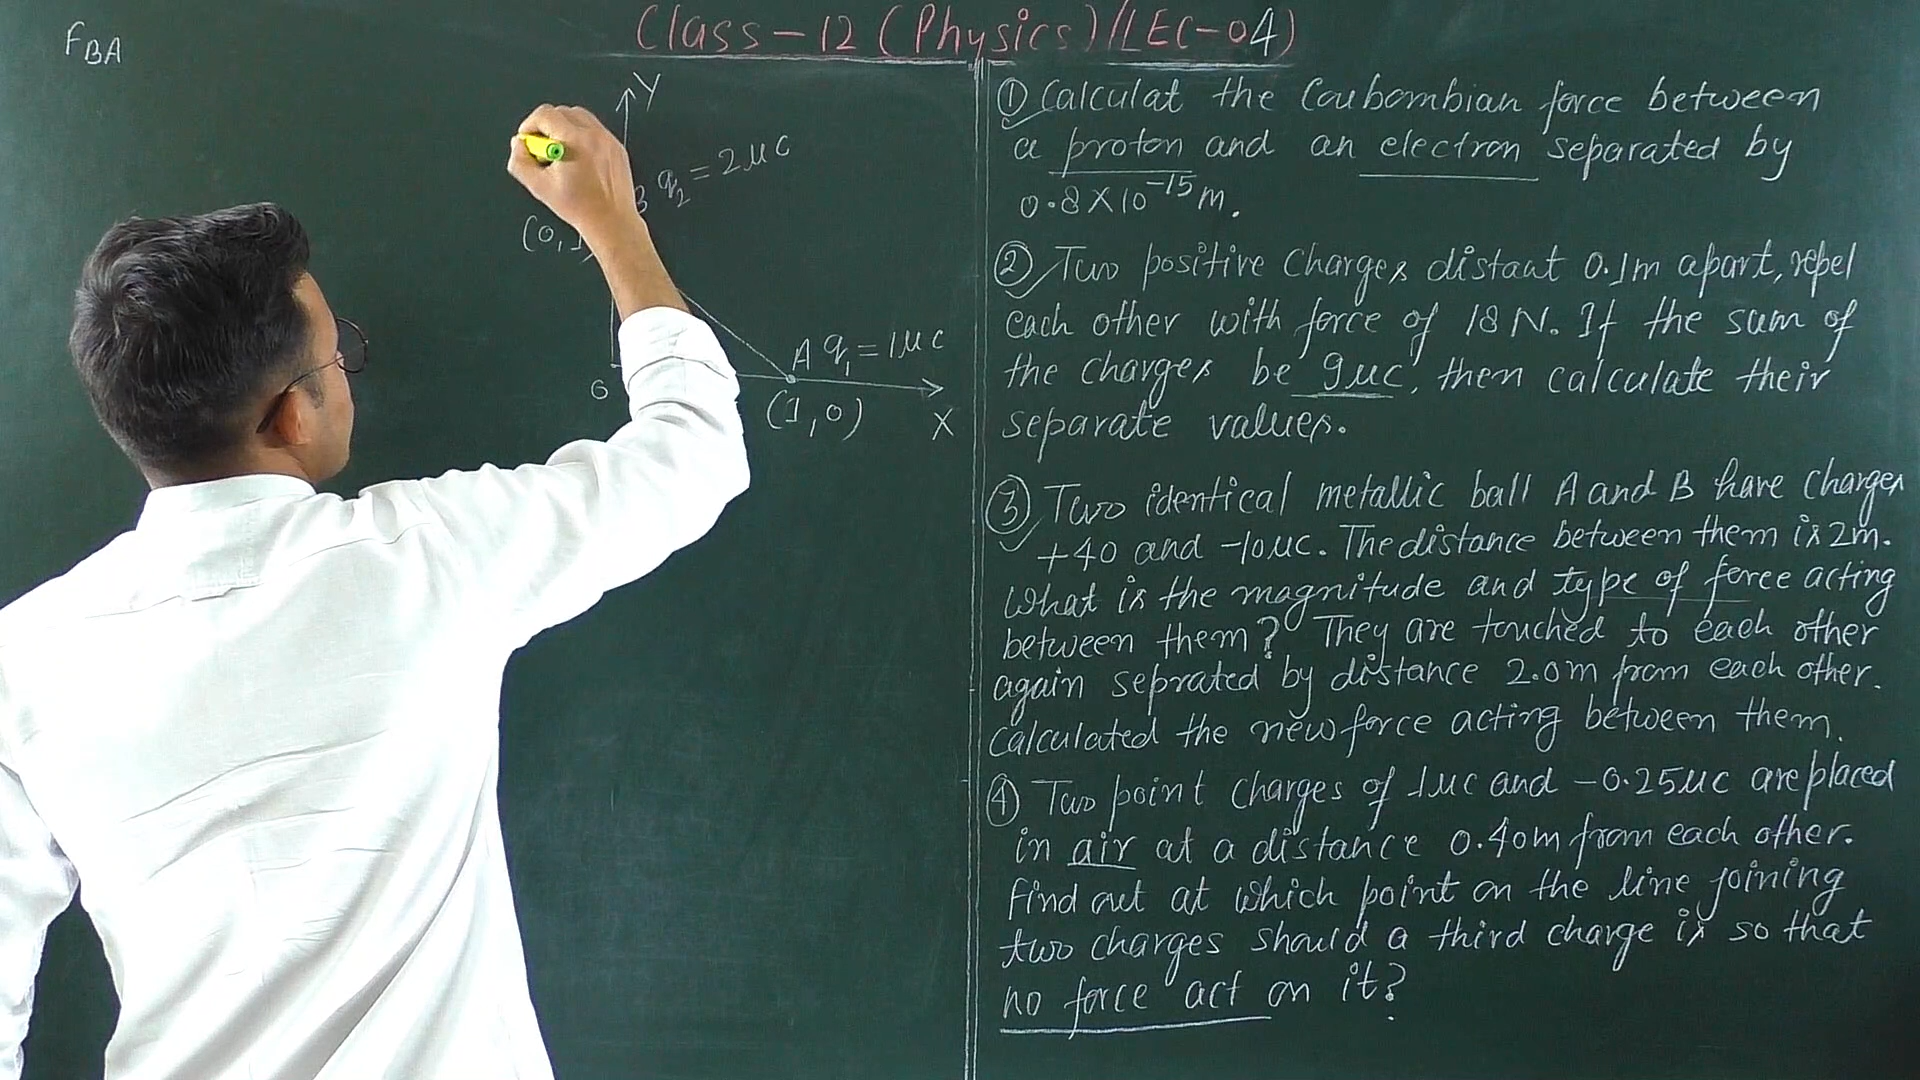 Class-12 (Physics)/LEC-04)
FBA
Y
B q2 = 2μc
(0,1
A q1 = 1μc
O
(1,0)
X
① Calculat the Coubombian force between
a proton and an electron separated by
0.8×10⁻¹⁵m.
② Two positive Charges distant 0.1m apart, repel
each other with force of 18N. If the sum of
the charges be 9μc, then calculate their
separate values.
③ Two identical metallic ball A and B have charges
+40 and -10μc. The distance between them is 2m.
What is the magnitude and type of force acting
between them? They are touched to each other
again seprated by distance 2.0m from each other.
Calculated the new force acting between them.
④ Two point charges of 1μc and -0.25μc are placed
in air at a distance 0.40m from each other.
Find out at which point on the line joining
two charges should a third charge is so that
no force act on it?